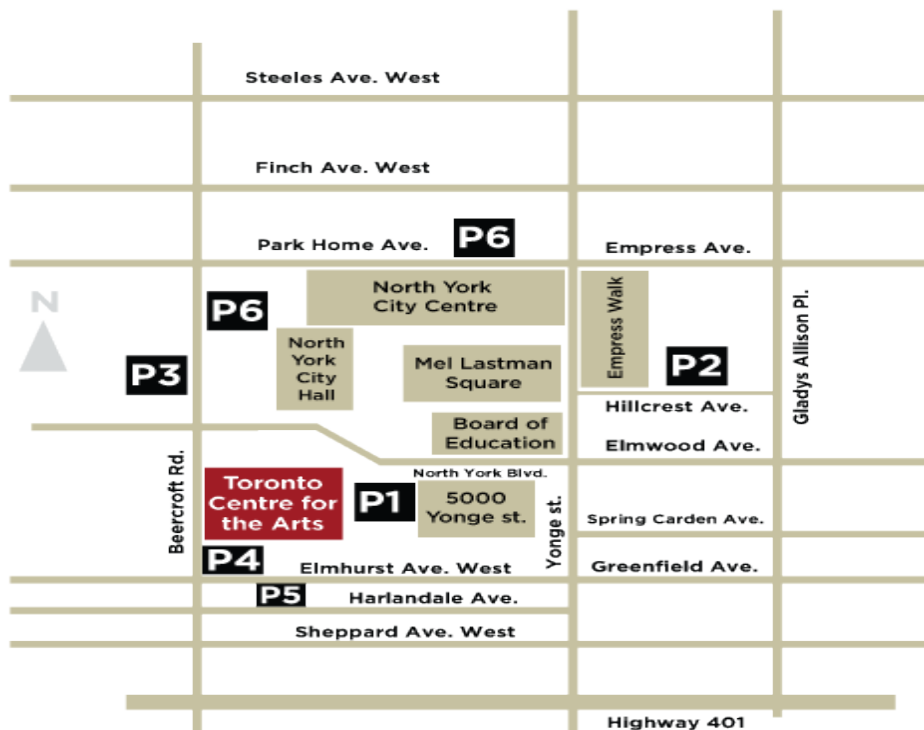 Steeles Ave. West
Finch Ave. West
Park Home Ave.
P6
Empress Ave.
N
P6
North York
City Centre
Empress Walk
Gladys Allison Pl.
North
York
City
Hall
Mel Lastman
Square
P3
P2
Hillcrest Ave.
Board of
Education
Elmwood Ave.
Beercroft Rd.
North York Blvd.
Toronto
Centre for
the Arts
P1
5000
Yonge st.
Yonge st.
Spring Carden Ave.
P4
Elmhurst Ave. West
Greenfield Ave.
P5
Harlandale Ave.
Sheppard Ave. West
Highway 401